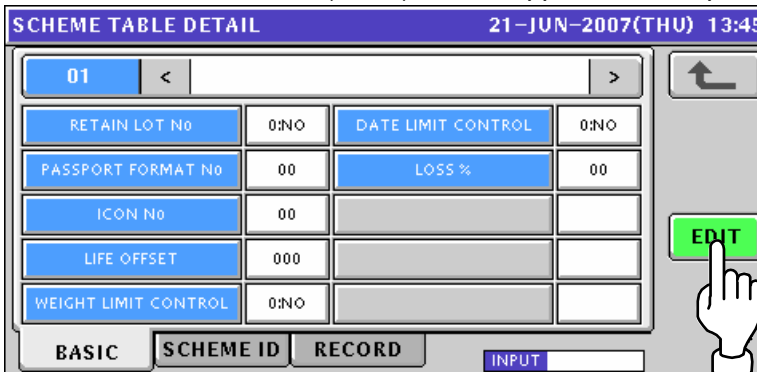 SCHEME TABLE DETAIL 21-JUN-2007(THU) 13:45
01 < >
RETAIN LOT No 0:NO DATE LIMIT CONTROL 0:NO
PASSPORT FORMAT No 00 LOSS % 00
ICON No 00
LIFE OFFSET 000
EDIT
WEIGHT LIMIT CONTROL 0:NO
BASIC SCHEME ID RECORD INPUT